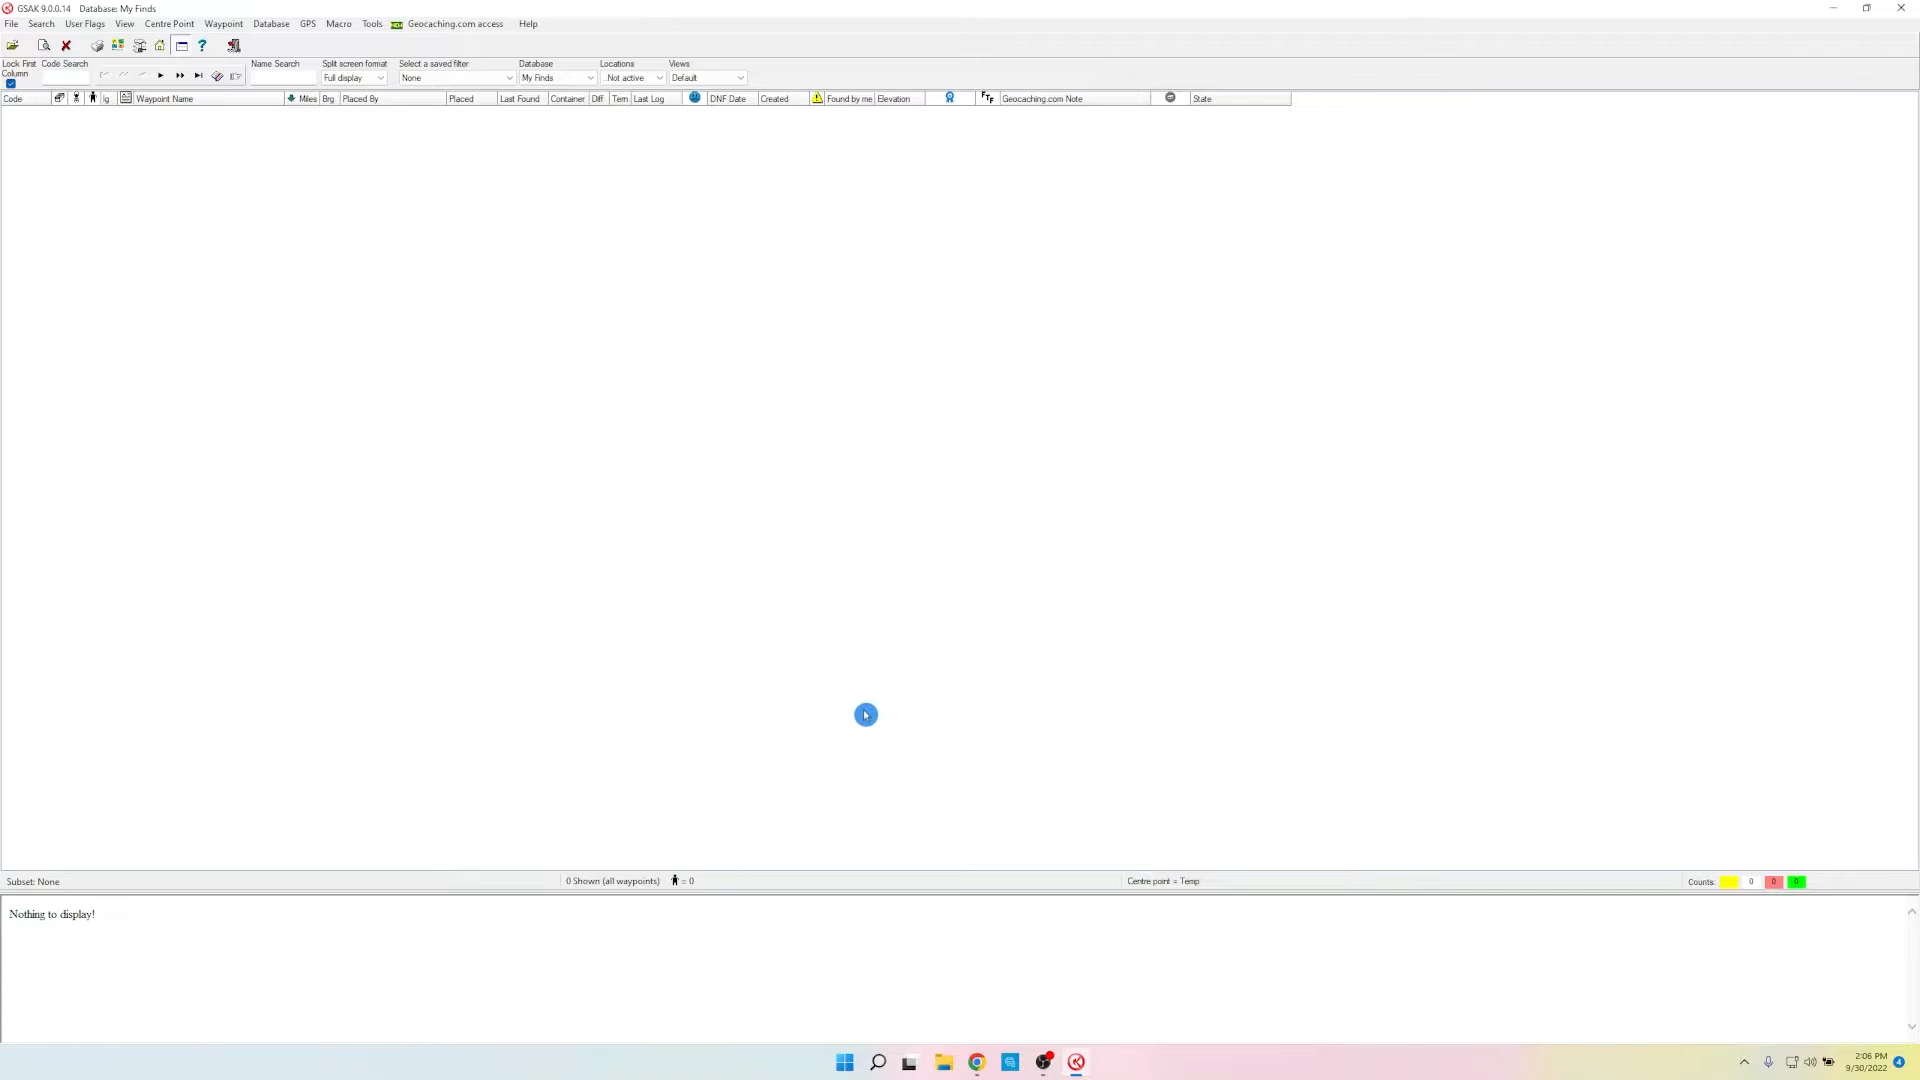 GSAK 9.0.0.14 Database: My Finds
File Search User Flags View Centre Point Waypoint Database GPS Macro Tools Geocaching.com access Help
Lock First Column Code Search Name Search Split screen format Select a saved filter Database Locations Views
Full display None My Finds ..Not active Default
Code Ig Waypoint Name Miles Brg Placed By Placed Last Found Container Diff Terr Last Log DNF Date Created Found by me Elevation FTF Geocaching.com Note State
Subset: None 0 Shown (all waypoints) = 0 Centre point = Temp Counts: 0 0 0
Nothing to display!
2:06 PM
9/30/2022
4